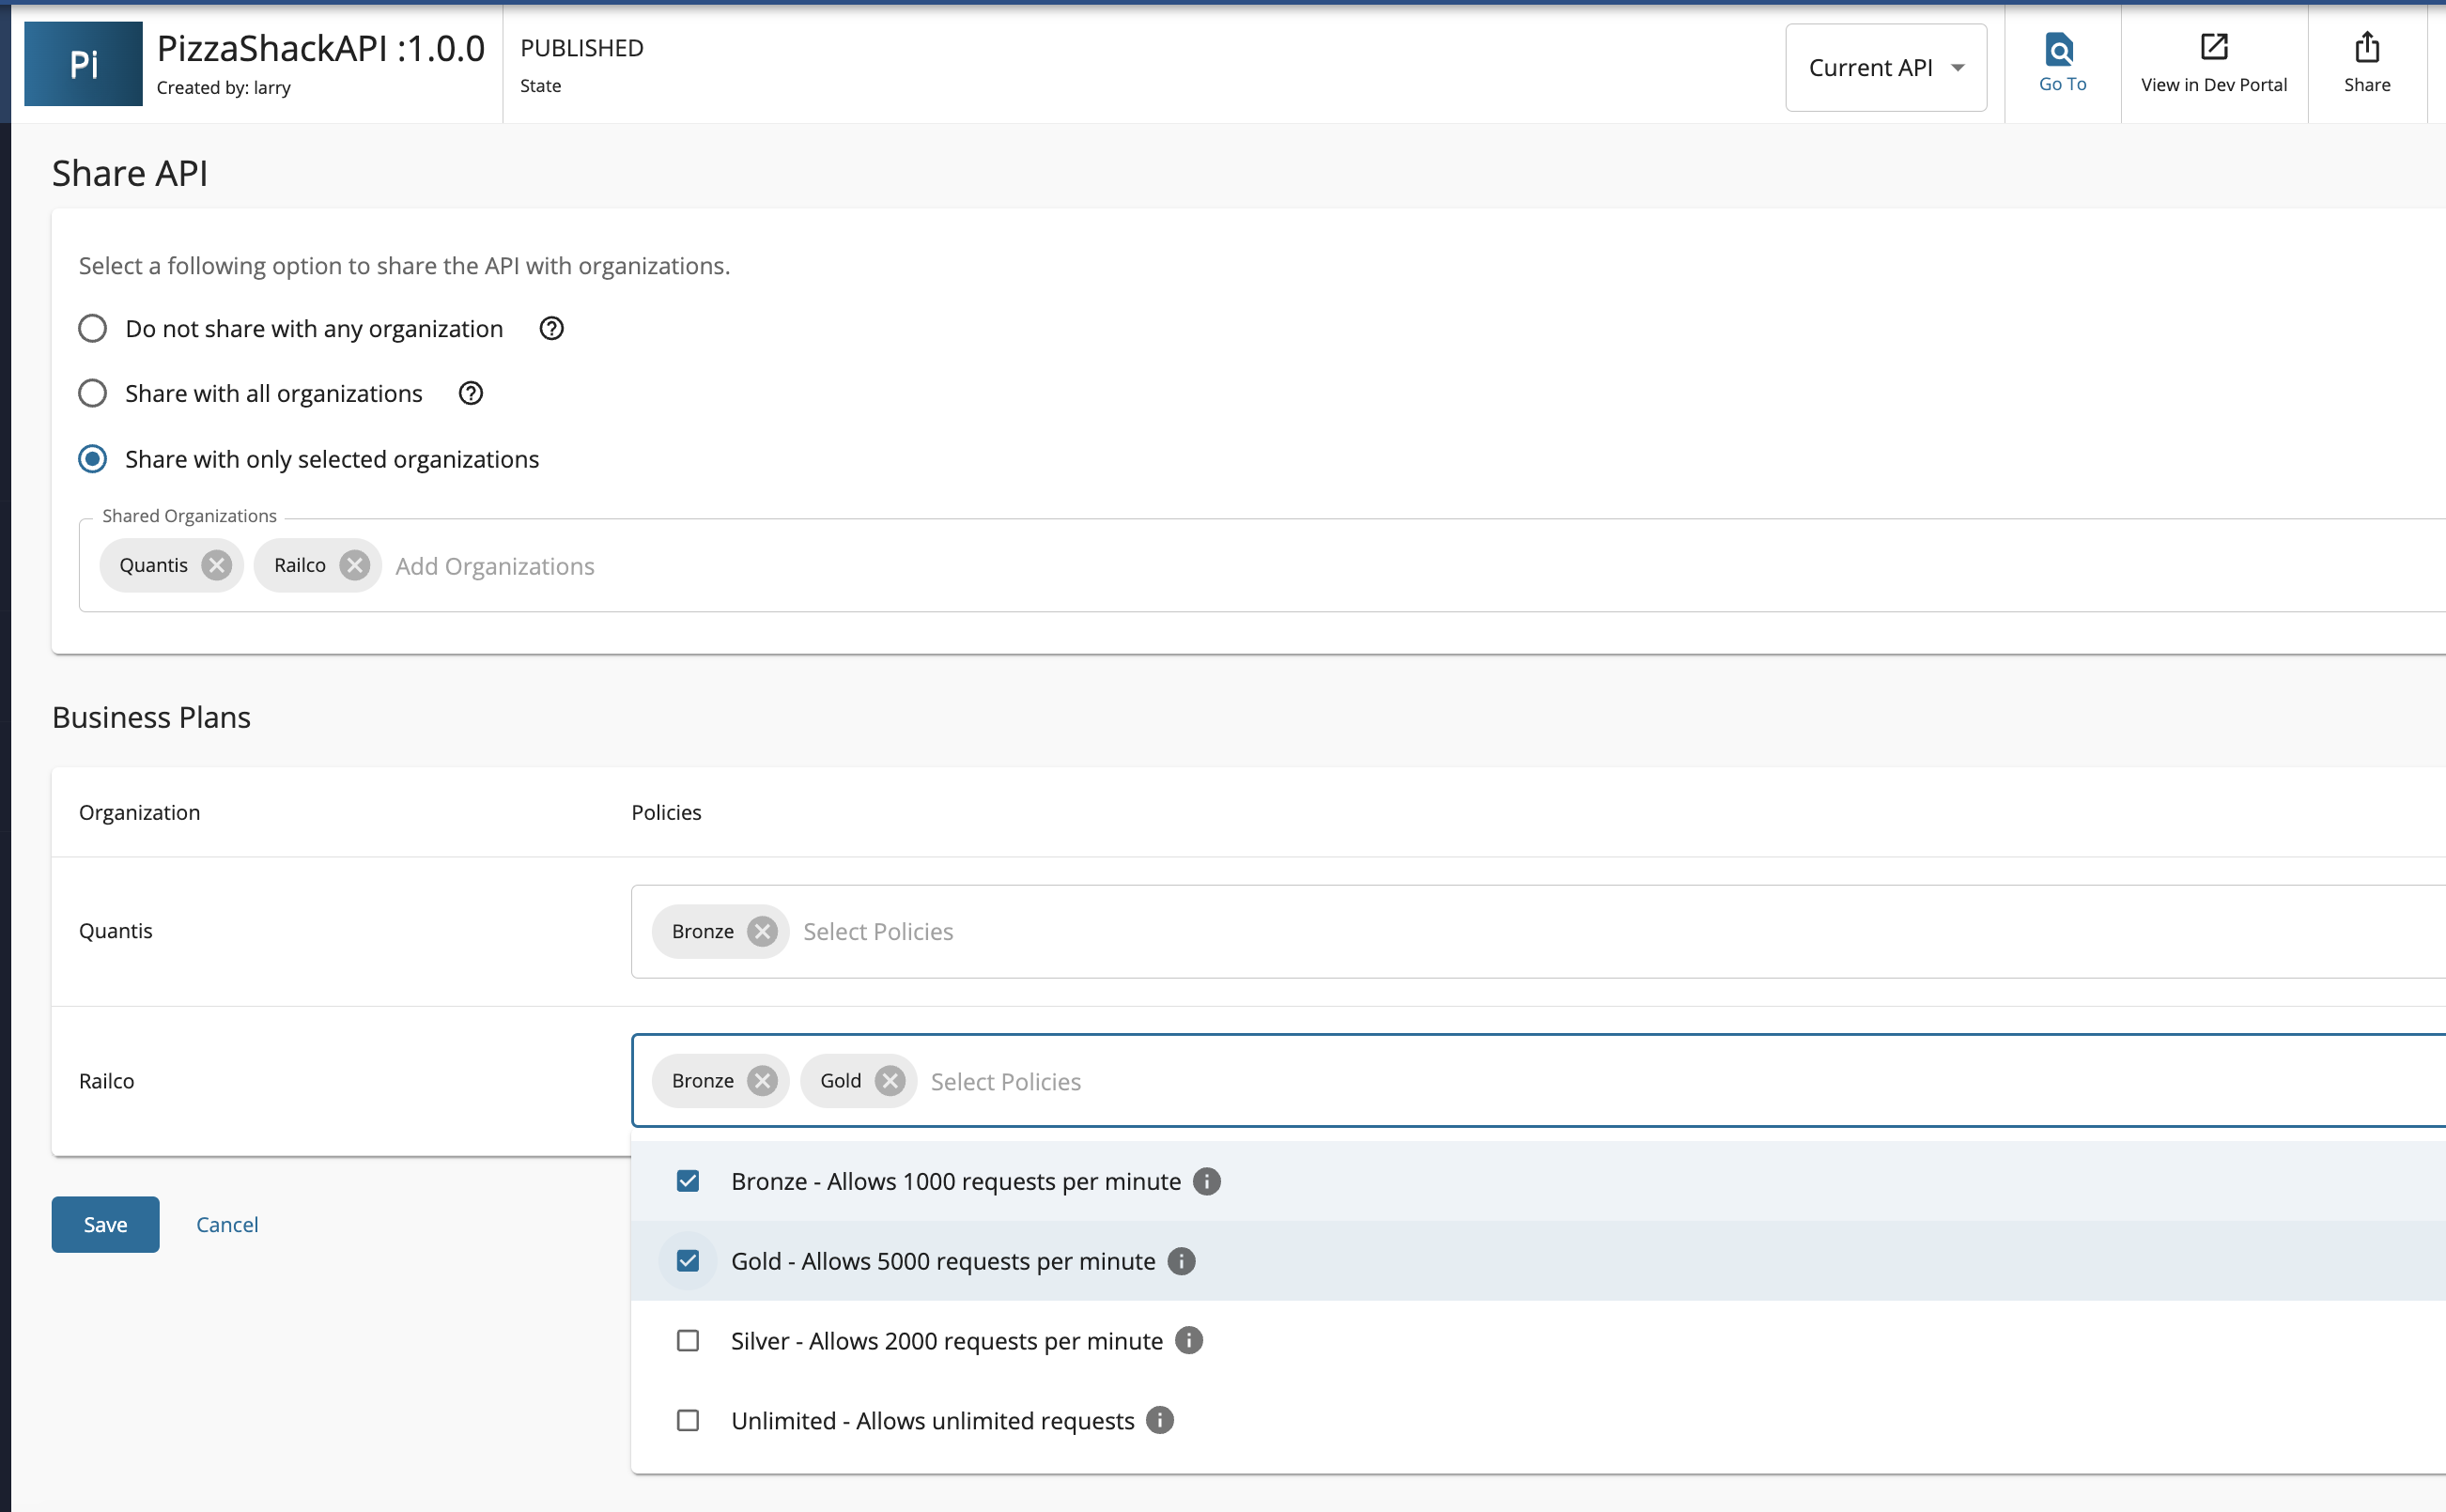 Pi
PizzaShackAPI :1.0.0
Created by: larry
PUBLISHED
State
Current API
Go To
View in Dev Portal
Share
Share API
Select a following option to share the API with organizations.
Do not share with any organization
Share with all organizations
Share with only selected organizations
Shared Organizations
Quantis Railco Add Organizations
Business Plans
Organization Policies
Quantis Bronze Select Policies
Railco Bronze Gold Select Policies
Bronze - Allows 1000 requests per minute
Gold - Allows 5000 requests per minute
Silver - Allows 2000 requests per minute
Unlimited - Allows unlimited requests
Save Cancel